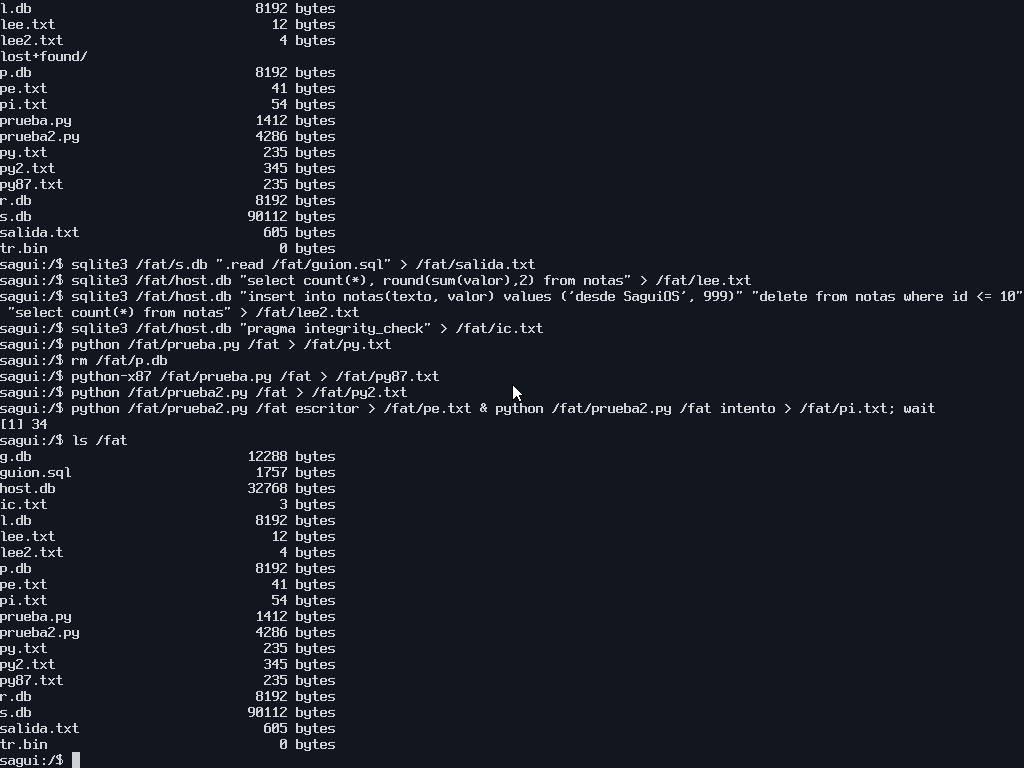 l.db                            8192 bytes
lee.txt                           12 bytes
lee2.txt                           4 bytes
lost+found/
p.db                            8192 bytes
pe.txt                            41 bytes
pi.txt                            54 bytes
prueba.py                       1412 bytes
prueba2.py                      4286 bytes
py.txt                           235 bytes
py2.txt                          345 bytes
py87.txt                         235 bytes
r.db                            8192 bytes
s.db                           90112 bytes
salida.txt                       605 bytes
tr.bin                             0 bytes
sagui:/$ sqlite3 /fat/s.db ".read /fat/guion.sql" > /fat/salida.txt
sagui:/$ sqlite3 /fat/host.db "select count(*), round(sum(valor),2) from notas" > /fat/lee.txt
sagui:/$ sqlite3 /fat/host.db "insert into notas(texto, valor) values ('desde SaguiOS', 999)" "delete from notas where id <= 10"
 "select count(*) from notas" > /fat/lee2.txt
sagui:/$ sqlite3 /fat/host.db "pragma integrity_check" > /fat/ic.txt
sagui:/$ python /fat/prueba.py /fat > /fat/py.txt
sagui:/$ rm /fat/p.db
sagui:/$ python-x87 /fat/prueba.py /fat > /fat/py87.txt
sagui:/$ python /fat/prueba2.py /fat > /fat/py2.txt
sagui:/$ python /fat/prueba2.py /fat escritor > /fat/pe.txt & python /fat/prueba2.py /fat intento > /fat/pi.txt; wait
[1] 34
sagui:/$ ls /fat
g.db                           12288 bytes
guion.sql                       1757 bytes
host.db                        32768 bytes
ic.txt                             3 bytes
l.db                            8192 bytes
lee.txt                           12 bytes
lee2.txt                           4 bytes
p.db                            8192 bytes
pe.txt                            41 bytes
pi.txt                            54 bytes
prueba.py                       1412 bytes
prueba2.py                      4286 bytes
py.txt                           235 bytes
py2.txt                          345 bytes
py87.txt                         235 bytes
r.db                            8192 bytes
s.db                           90112 bytes
salida.txt                       605 bytes
tr.bin                             0 bytes
sagui:/$